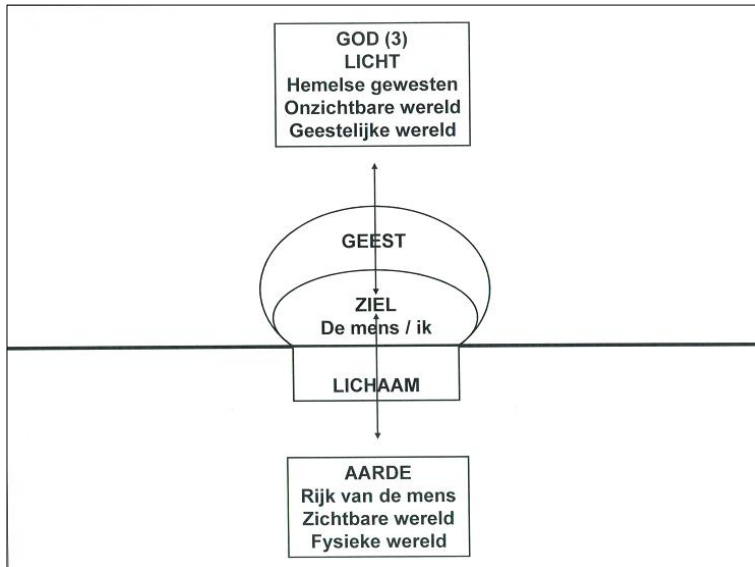 GOD (3)
LICHT
Hemelse gewesten
Onzichtbare wereld
Geestelijke wereld
GEEST
ZIEL
De mens / ik
LICHAAM
AARDE
Rijk van de mens
Zichtbare wereld
Fysieke wereld